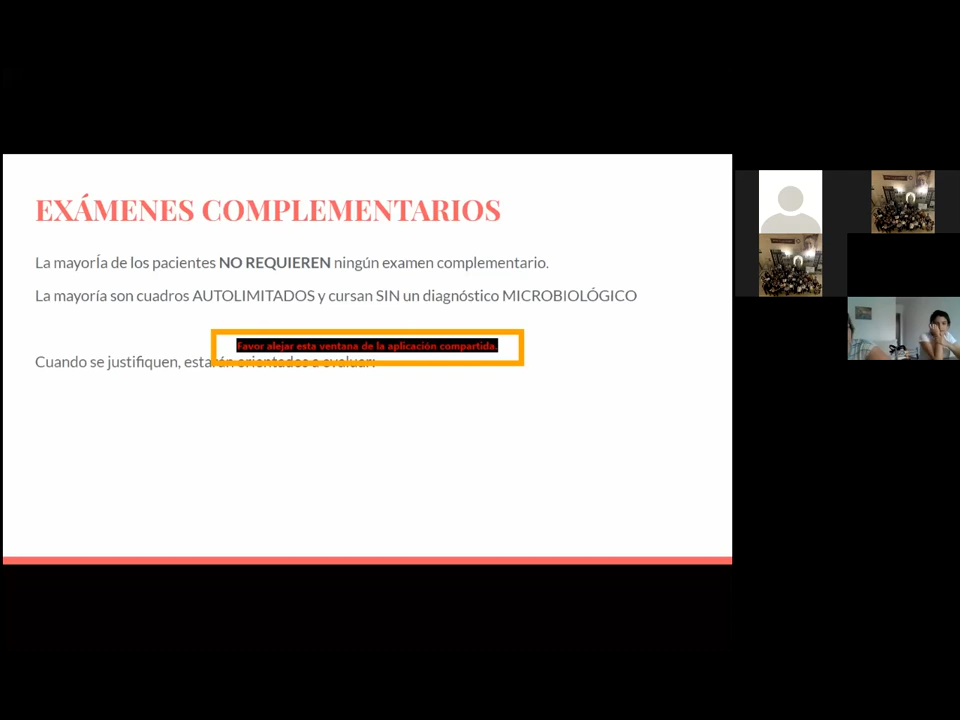 EXÁMENES COMPLEMENTARIOS
La mayorÍa de los pacientes NO REQUIEREN ningún examen complementario.
La mayoría son cuadros AUTOLIMITADOS y cursan SIN un diagnóstico MICROBIOLÓGICO
Favor alejar esta ventana de la aplicación compartida.
Cuando se justifiquen, estarán orientados a evaluar: